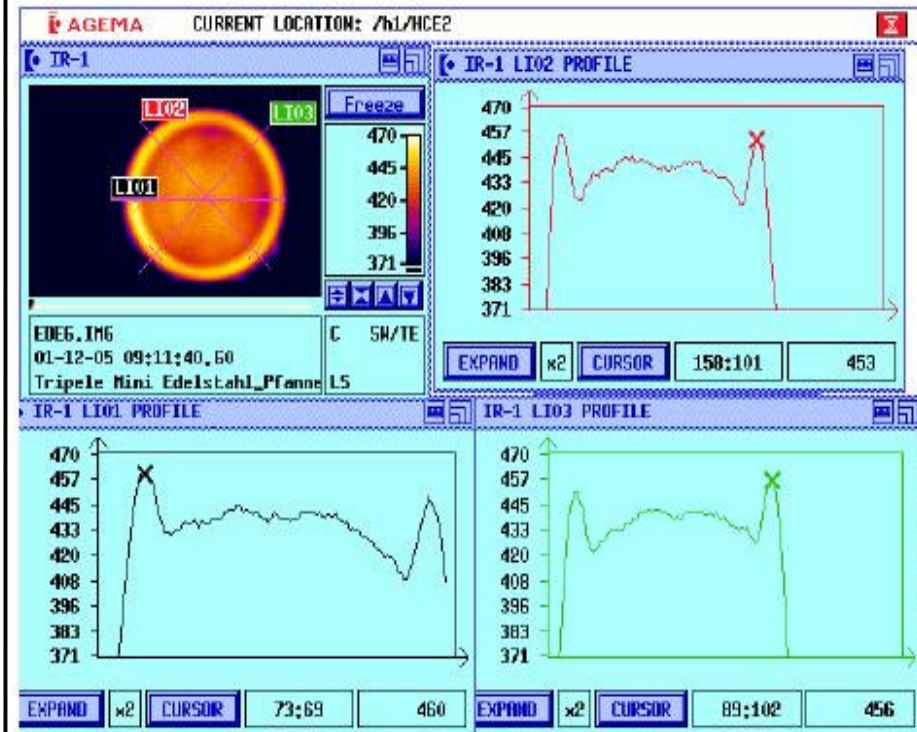 AGEMA CURRENT LOCATION: /h1/HCE2
IR-1
LI02
LI03
LI01
Freeze
470
445
420
396
371
EDEG.IMG
01-12-05 09:11:40.60
Tripele Mini Edelstahl_Pfanne
C SW/TE
LS
IR-1 LI02 PROFILE
470
457
445
433
420
408
396
383
371
EXPAND x2 CURSOR 158:101 453
IR-1 LI01 PROFILE
470
457
445
433
420
408
396
383
371
EXPAND x2 CURSOR 73:69 460
IR-1 LI03 PROFILE
470
457
445
433
420
408
396
383
371
EXPAND x2 CURSOR 89:102 456